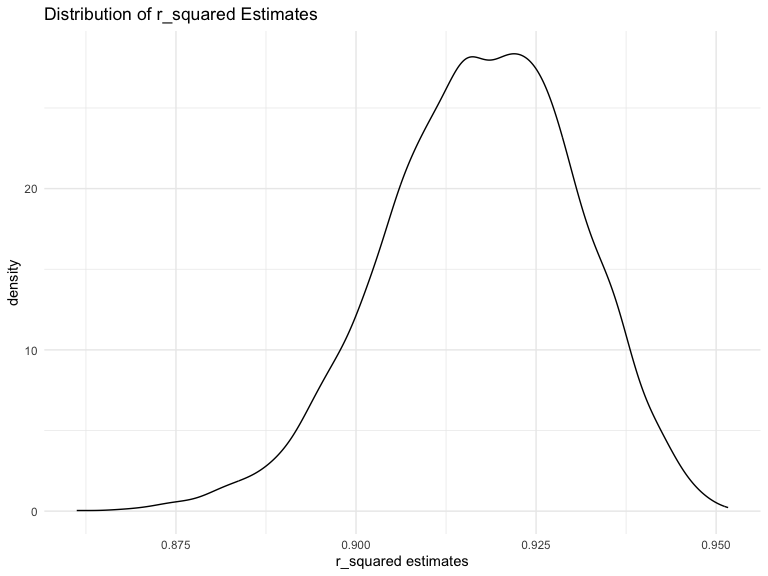 Distribution of r_squared Estimates
density
20
10
0
0.875
0.900
0.925
0.950
r_squared estimates